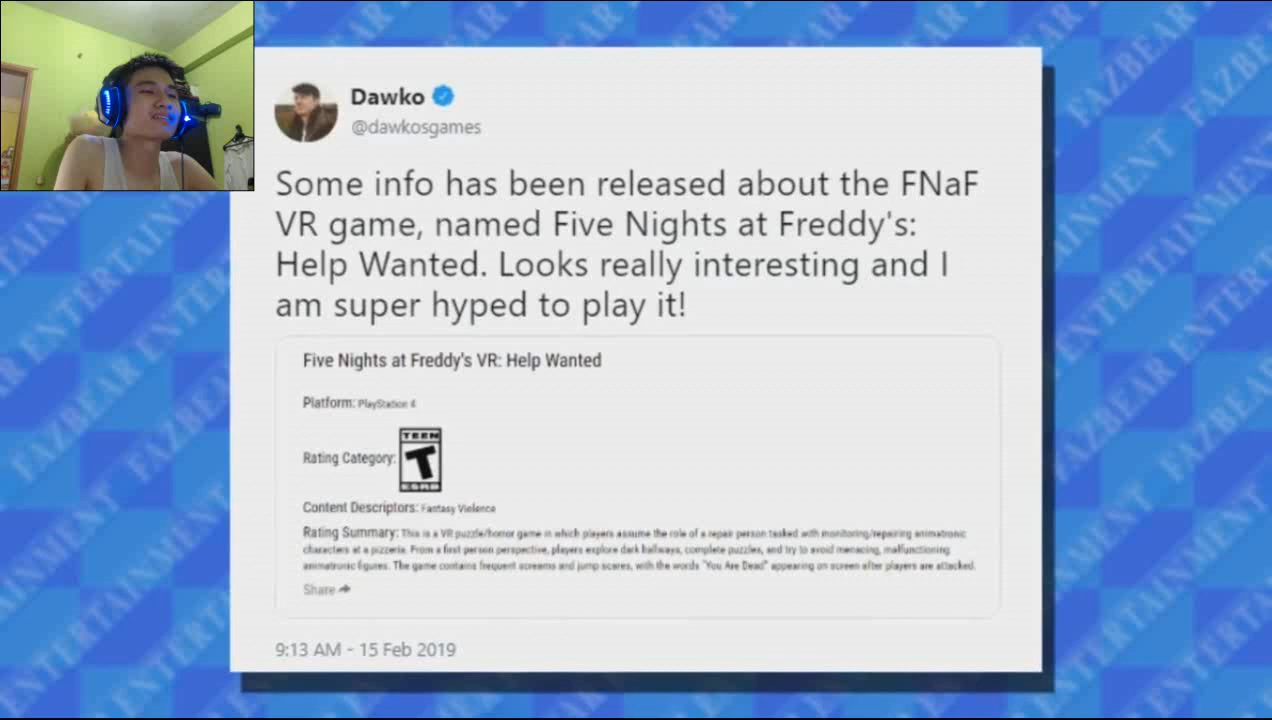 Dawko
@dawkosgames
Some info has been released about the FNaF
VR game, named Five Nights at Freddy's:
Help Wanted. Looks really interesting and I
am super hyped to play it!
Five Nights at Freddy's VR: Help Wanted
Platform: PlayStation 4
Rating Category:
TEEN
T
ESRB
Content Descriptors: Fantasy Violence
Rating Summary: This is a VR puzzle/horror game in which players assume the role of a repair person tasked with monitoring/repairing animatronic
characters at a pizzeria. From a first person perspective, players explore dark hallways, complete puzzles, and try to avoid menacing, malfunctioning
animatronic figures. The game contains frequent screams and jump scares, with the words "You Are Dead" appearing on screen after players are attacked.
Share
9:13 AM - 15 Feb 2019
FAZBEAR ENTERTAINMENT